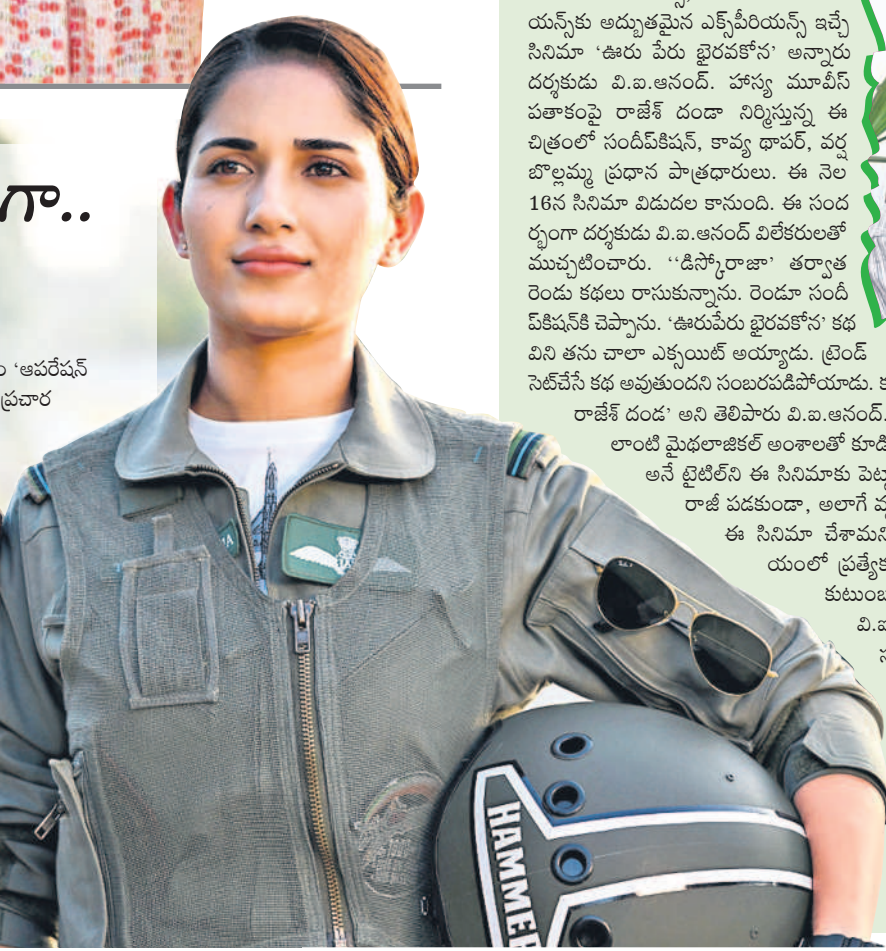 గా..
‘ఆపరేషన్
ప్రచార
యన్స్‌కు అద్భుతమైన ఎక్స్‌పీరియన్స్ ఇచ్చే
సినిమా ‘ఊరు పేరు భైరవకోన’ అన్నారు
దర్శకుడు వి.ఐ.ఆనంద్. హాస్య మూవీస్
పతాకంపై రాజేశ్ దండా నిర్మిస్తున్న ఈ
చిత్రంలో సందీప్‌కిషన్, కావ్య థాపర్, వర్ష
బొల్లమ్మ ప్రధాన పాత్రధారులు. ఈ నెల
16న సినిమా విడుదల కానుంది. ఈ సంద
ర్భంగా దర్శకుడు వి.ఐ.ఆనంద్ విలేకరులతో
ముచ్చటించారు. ‘‘డిస్కోరాజా’ తర్వాత
రెండు కథలు రాసుకున్నాను. రెండూ సందీ
ప్‌కిషన్‌కి చెప్పాను. ‘ఊరుపేరు భైరవకోన’ కథ
విని తను చాలా ఎక్సయిట్ అయ్యాడు. ట్రెండ్
సెట్‌చేసే కథ అవుతుందని సంబరపడిపోయాడు.
రాజేశ్ దండ’ అని తెలిపారు వి.ఐ.ఆనంద్.
లాంటి మైథలాజికల్ అంశాలతో కూడి
అనే టైటిల్‌ని ఈ సినిమాకు పెట్ట
రాజీ పడకుండా, అలాగే
ఈ సినిమా చేశామని
యంలో ప్రత్యేక
కుటుంబ
వి.ఐ
HAMMER